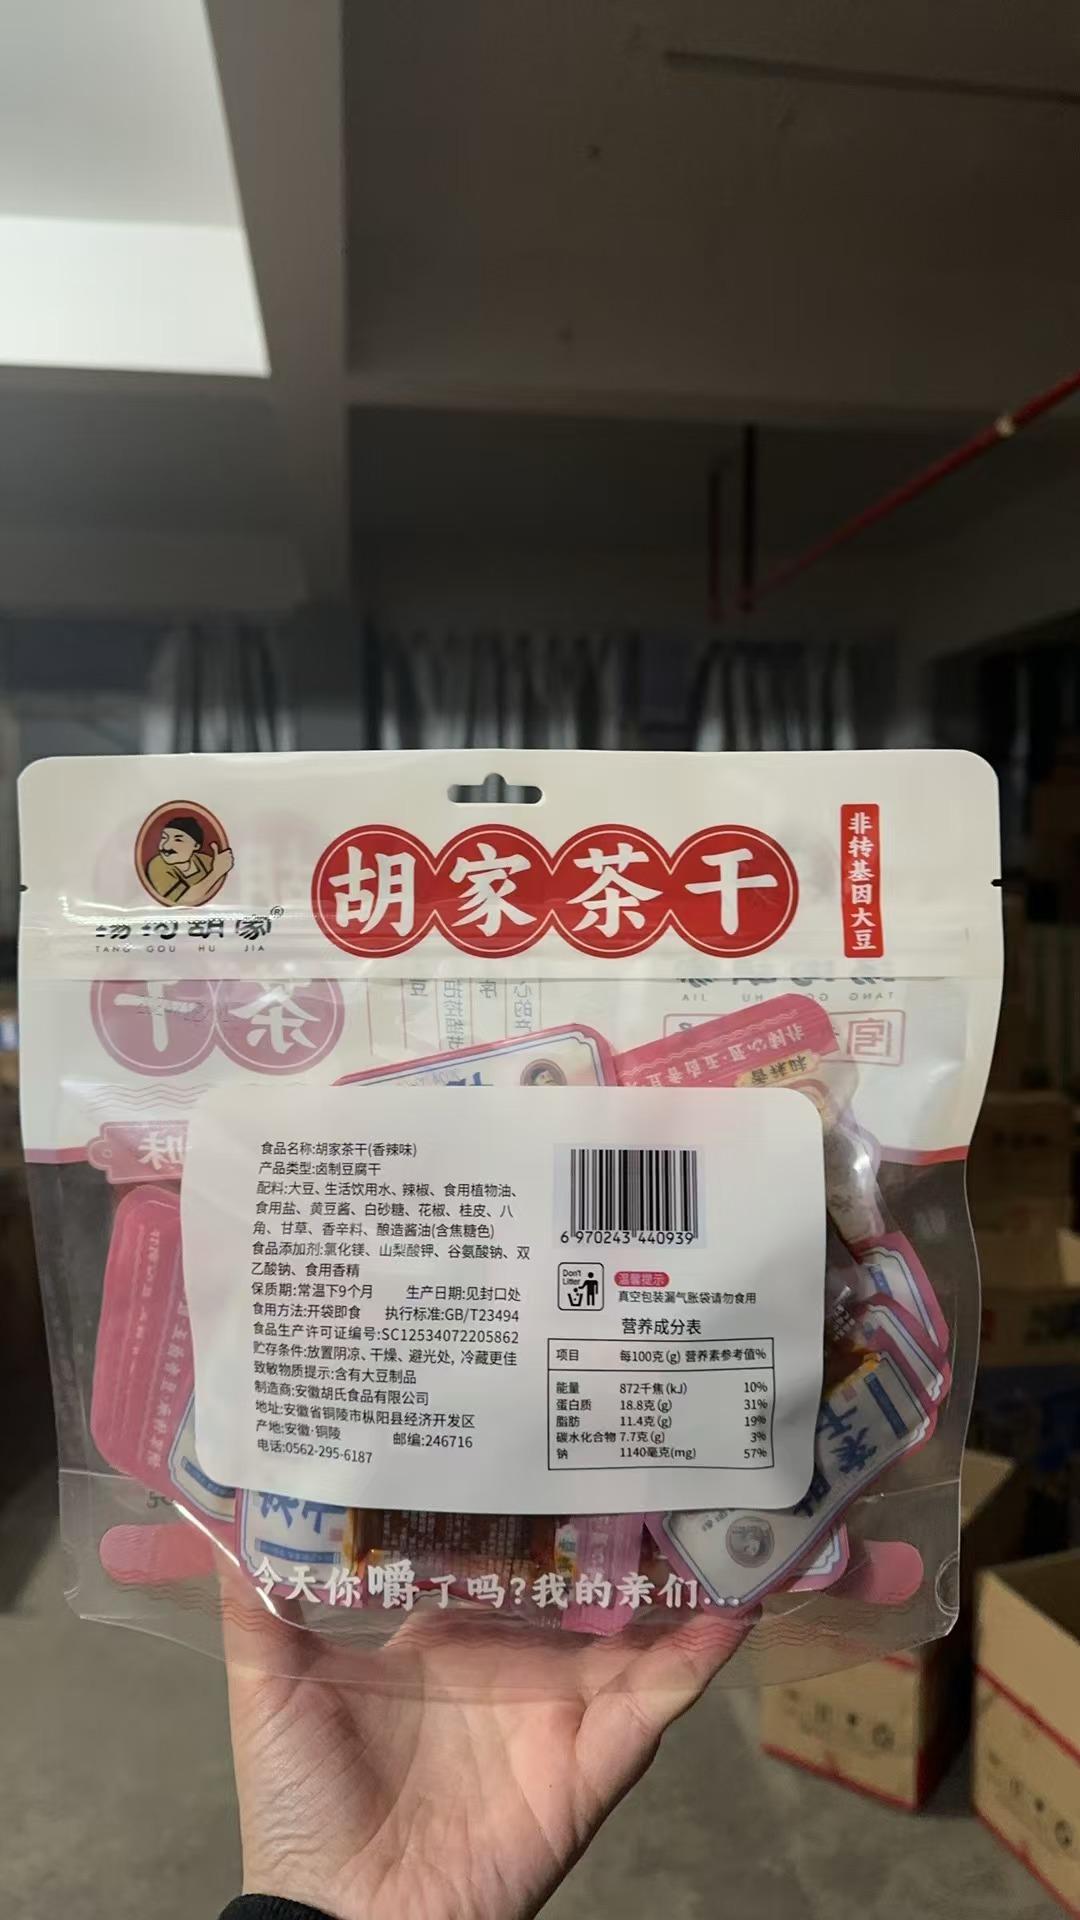 胡家茶干
非转基因大豆
TANG GOU HU JIA
食品名称:胡家茶干(香辣味)
产品类型:卤制豆腐干
配料:大豆、生活饮用水、辣椒、食用植物油、
食用盐、黄豆酱、白砂糖、花椒、桂皮、八
角、甘草、香辛料、酿造酱油(含焦糖色)
食品添加剂:氯化镁、山梨酸钾、谷氨酸钠、双
乙酸钠、食用香精
保质期:常温下9个月 生产日期:见封口处
食用方法:开袋即食 执行标准:GB/T23494
食品生产许可证编号:SC12534072205862
贮存条件:放置阴凉、干燥、避光处, 冷藏更佳
致敏物质提示:含有大豆制品
制造商:安徽胡氏食品有限公司
地址:安徽省铜陵市枞阳县经济开发区
产地:安徽·铜陵 邮编:246716
电话:0562-295-6187
6 970243 440939
Don't Litter
温馨提示
真空包装漏气胀袋请勿食用
营养成分表
项目 每100克(g) 营养素参考值%
能量 872千焦(kJ) 10%
蛋白质 18.8克(g) 31%
脂肪 11.4克(g) 19%
碳水化合物 7.7克(g) 3%
钠 1140毫克(mg) 57%
今天你嚼了吗?我的亲们...